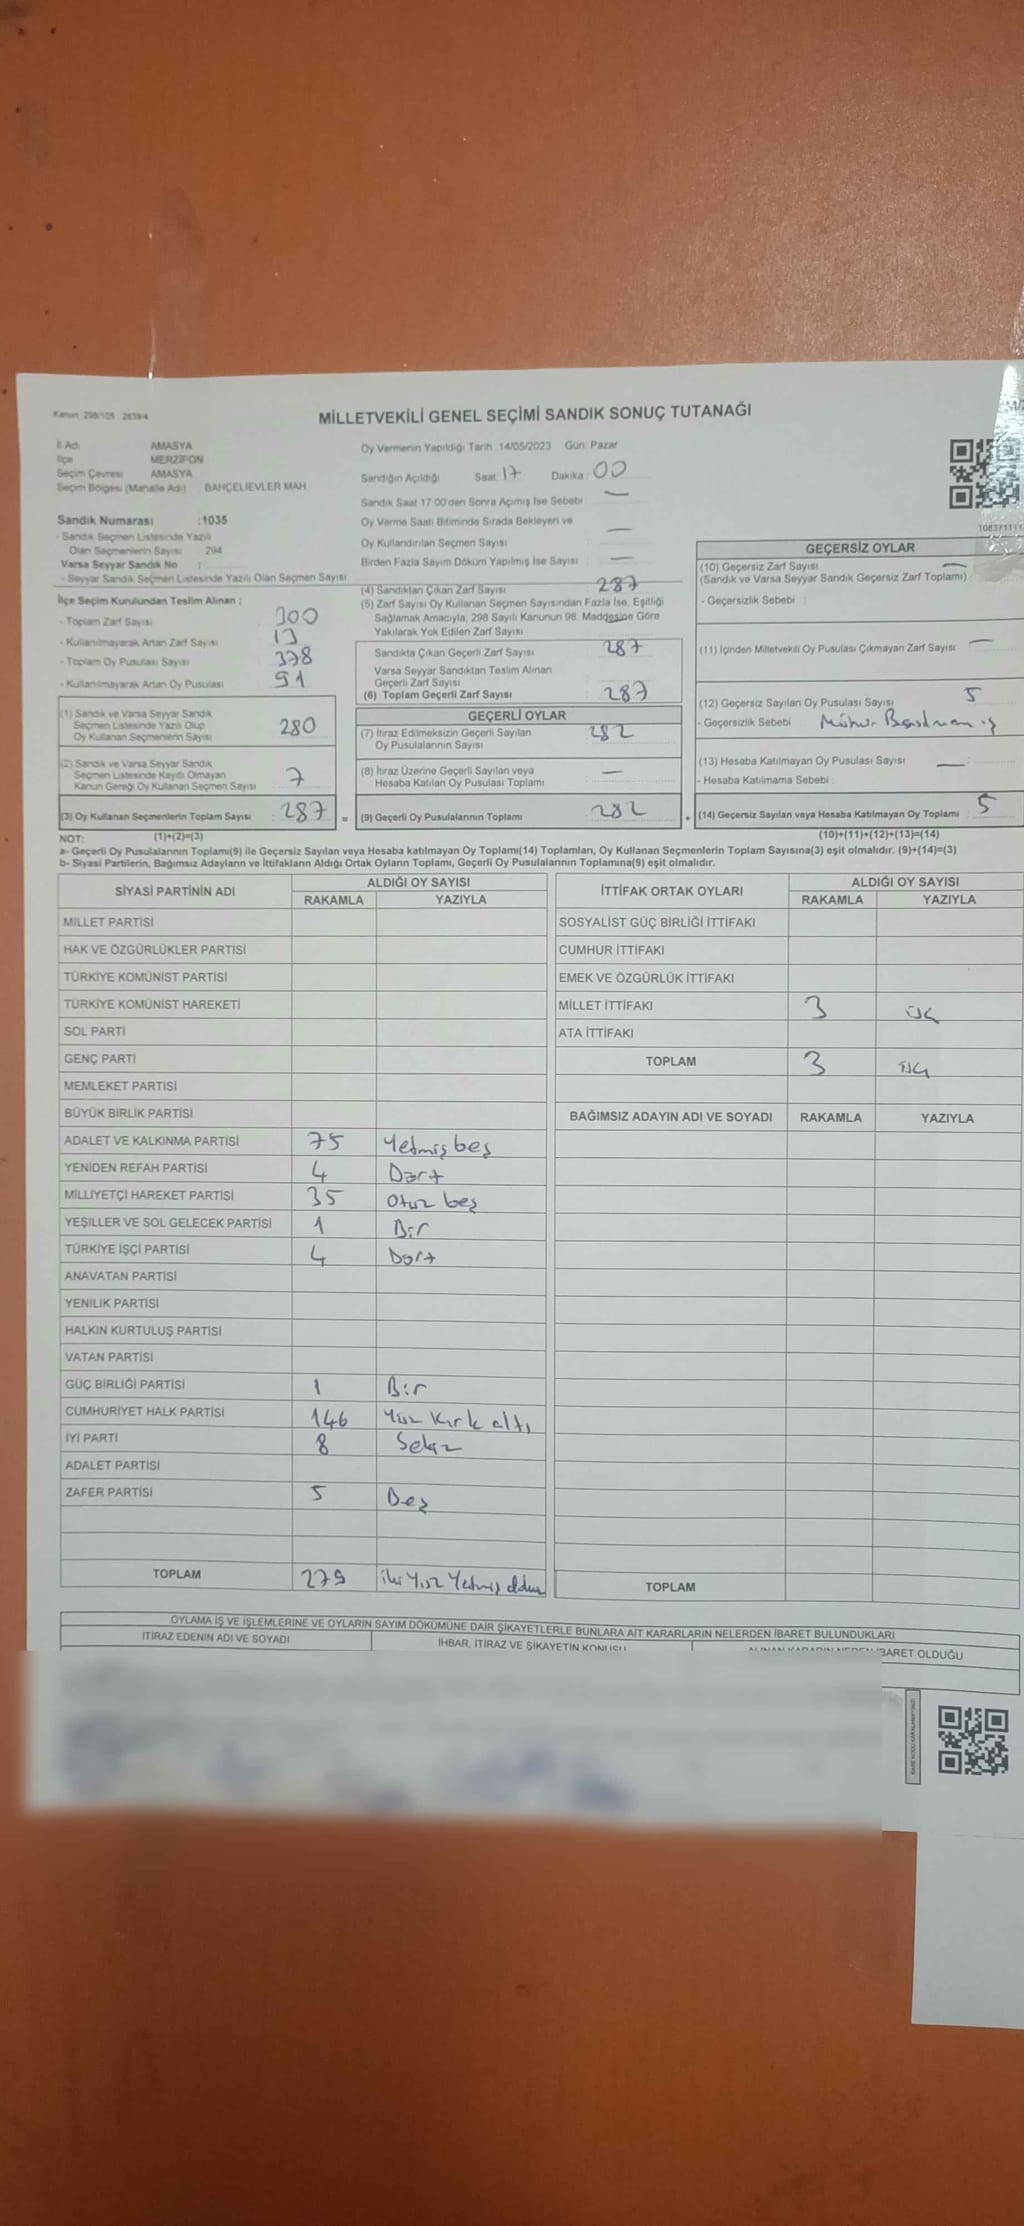 Kanun: 298/105 2839/4
MİLLETVEKİLİ GENEL SEÇİMİ SANDIK SONUÇ TUTANAĞI
İl Adı AMASYA
İlçe MERZİFON
Seçim Çevresi AMASYA
Seçim Bölgesi (Mahalle Adı) BAHÇELİEVLER MAH.
Sandık Numarası :1035
- Sandık Seçmen Listesinde Yazılı
Olan Seçmenlerin Sayısı : 294
Varsa Seyyar Sandık No :
- Seyyar Sandık Seçmen Listesinde Yazılı Olan Seçmen Sayısı
Oy Vermenin Yapıldığı Tarih :14/05/2023 Gün: Pazar
Sandığın Açıldığı Saat 17 Dakika : 00
Sandık Saat 17:00'den Sonra Açılmış İse Sebebi —
Oy Verme Saati Bitiminde Sırada Bekleyen ve
Oy Kullandırılan Seçmen Sayısı —
Birden Fazla Sayım Döküm Yapılmış İse Sayısı : —
108371111
İlçe Seçim Kurulundan Teslim Alınan ;
- Toplam Zarf Sayısı 300
- Kullanılmayarak Artan Zarf Sayısı 13
- Toplam Oy Pusulası Sayısı 378
- Kullanılmayarak Artan Oy Pusulası 91
(1) Sandık ve Varsa Seyyar Sandık
Seçmen Listesinde Yazılı Olup
Oy Kullanan Seçmenlerin Sayısı 280
(2) Sandık ve Varsa Seyyar Sandık
Seçmen Listesinde Kayıtlı Olmayan
Kanun Gereği Oy Kullanan Seçmen Sayısı 7
(3) Oy Kullanan Seçmenlerin Toplam Sayısı : 287 =
(4) Sandıktan Çıkan Zarf Sayısı 287
(5) Zarf Sayısı Oy Kullanan Seçmen Sayısından Fazla İse, Eşitliği
Sağlamak Amacıyla, 298 Sayılı Kanunun 98. Maddesine Göre
Yakılarak Yok Edilen Zarf Sayısı —
Sandıkta Çıkan Geçerli Zarf Sayısı 287
Varsa Seyyar Sandıktan Teslim Alınan
Geçerli Zarf Sayısı
(6) Toplam Geçerli Zarf Sayısı 287
GEÇERLİ OYLAR
(7) İtiraz Edilmeksizin Geçerli Sayılan
Oy Pusulalarının Sayısı 282
(8) İtiraz Üzerine Geçerli Sayılan veya
Hesaba Katılan Oy Pusulası Toplamı —
(9) Geçerli Oy Pusulalarının Toplamı : 282 +
GEÇERSİZ OYLAR
(10) Geçersiz Zarf Sayısı —
(Sandık ve Varsa Seyyar Sandık Geçersiz Zarf Toplamı)
- Geçersizlik Sebebi :
(11) İçinden Milletvekili Oy Pusulası Çıkmayan Zarf Sayısı —
(12) Geçersiz Sayılan Oy Pusulası Sayısı 5
- Geçersizlik Sebebi : Mühür
(13) Hesaba Katılmayan Oy Pusulası Sayısı —
- Hesaba Katılmama Sebebi :
(14) Geçersiz Sayılan veya Hesaba Katılmayan Oy Toplamı 5
NOT: (1)+(2)=(3) (10)+(11)+(12)+(13)=(14)
a- Geçerli Oy Pusulalarının Toplamı(9) ile Geçersiz Sayılan veya Hesaba katılmayan Oy Toplamı(14) Toplamları, Oy Kullanan Seçmenlerin Toplam Sayısına(3) eşit olmalıdır. (9)+(14)=(3)
b- Siyasi Partilerin, Bağımsız Adayların ve İttifakların Aldığı Ortak Oyların Toplamı, Geçerli Oy Pusulalarının Toplamına(9) eşit olmalıdır.
SİYASİ PARTİNİN ADI ALDIĞI OY SAYISI
RAKAMLA YAZIYLA
MİLLET PARTİSİ
HAK VE ÖZGÜRLÜKLER PARTİSİ
TÜRKİYE KOMÜNİST PARTİSİ
TÜRKİYE KOMÜNİST HAREKETİ
SOL PARTİ
GENÇ PARTİ
MEMLEKET PARTİSİ
BÜYÜK BİRLİK PARTİSİ
ADALET VE KALKINMA PARTİSİ 75 Yetmiş beş
YENİDEN REFAH PARTİSİ 4 Dört
MİLLİYETÇİ HAREKET PARTİSİ 35 Otuz beş
YEŞİLLER VE SOL GELECEK PARTİSİ 1 Bir
TÜRKİYE İŞÇİ PARTİSİ 4 Dört
ANAVATAN PARTİSİ
YENİLİK PARTİSİ
HALKIN KURTULUŞ PARTİSİ
VATAN PARTİSİ
GÜÇ BİRLİĞİ PARTİSİ 1 Bir
CUMHURİYET HALK PARTİSİ 146 Yüz Kırk altı
İYİ PARTİ 8 Sekiz
ADALET PARTİSİ
ZAFER PARTİSİ 5 Beş
TOPLAM 279 iki Yüz Yetmiş dokuz
İTTİFAK ORTAK OYLARI ALDIĞI OY SAYISI
RAKAMLA YAZIYLA
SOSYALİST GÜÇ BİRLİĞİ İTTİFAKI
CUMHUR İTTİFAKI
EMEK VE ÖZGÜRLÜK İTTİFAKI
MİLLET İTTİFAKI 3 üç
ATA İTTİFAKI
TOPLAM 3 üç
BAĞIMSIZ ADAYIN ADI VE SOYADI RAKAMLA YAZIYLA
TOPLAM
OYLAMA İŞ VE İŞLEMLERİNE VE OYLARIN SAYIM DÖKÜMÜNE DAİR ŞİKAYETLERLE BUNLARA AİT KARARLARIN NELERDEN İBARET BULUNDUKLARI
İTİRAZ EDENİN ADI VE SOYADI İHBAR, İTİRAZ VE ŞİKAYETİN KONUSU ALINAN KARARIN NEDEN İBARET OLDUĞU